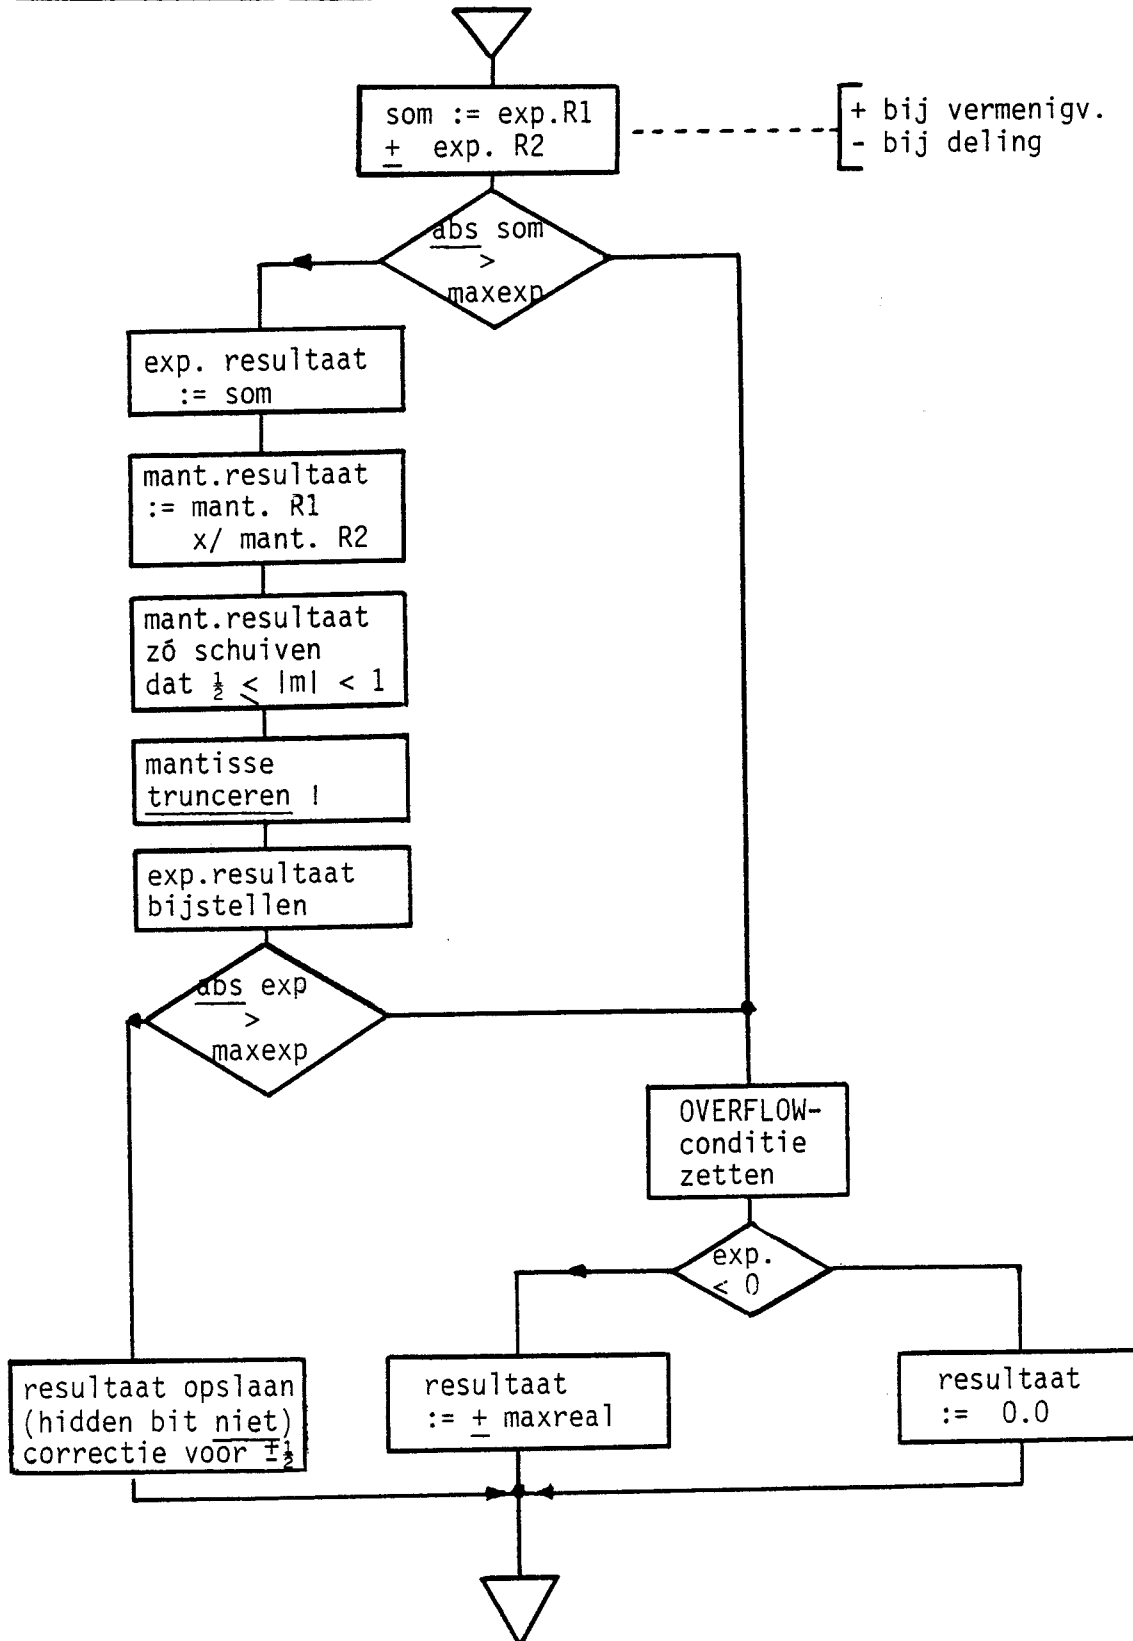 som := exp.R1
± exp. R2
+ bij vermenigv.
- bij deling
abs som
>
maxexp
exp. resultaat
:= som
mant.resultaat
:= mant. R1
x/ mant. R2
mant.resultaat
zó schuiven
dat ½ ≤ |m| < 1
mantisse
trunceren !
exp.resultaat
bijstellen
abs exp
>
maxexp
OVERFLOW-
conditie
zetten
exp.
< 0
resultaat opslaan
(hidden bit niet)
correctie voor ±½
resultaat
:= ± maxreal
resultaat
:= 0.0